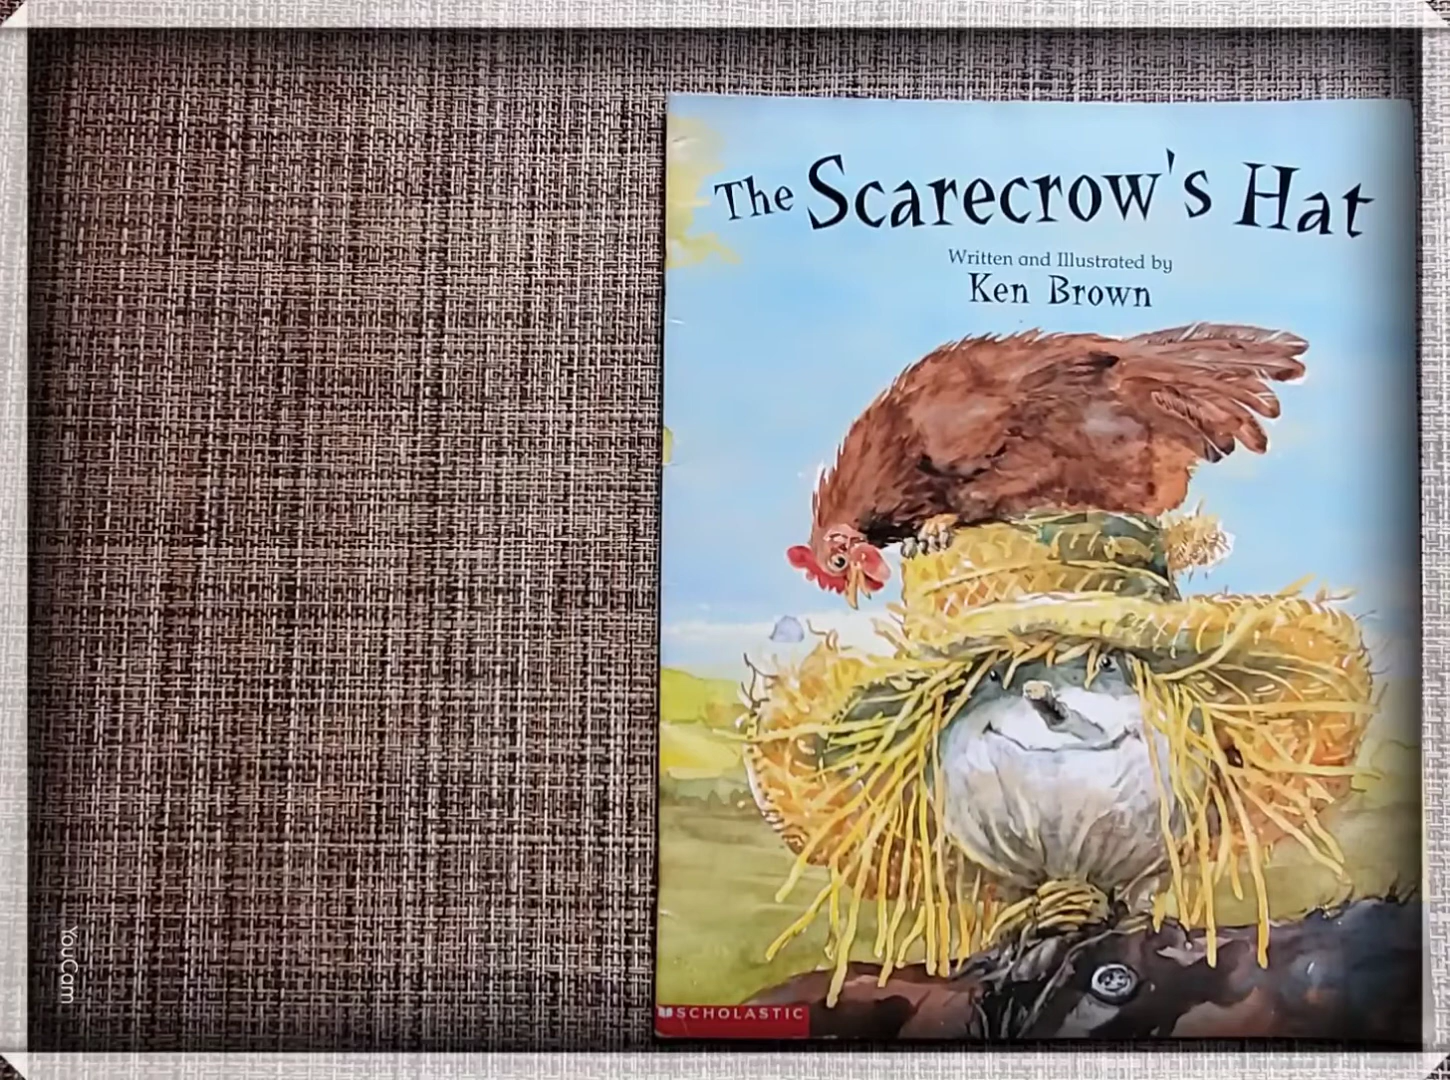 The Scarecrow's Hat
Written and Illustrated by
Ken Brown
SCHOLASTIC
YouCam